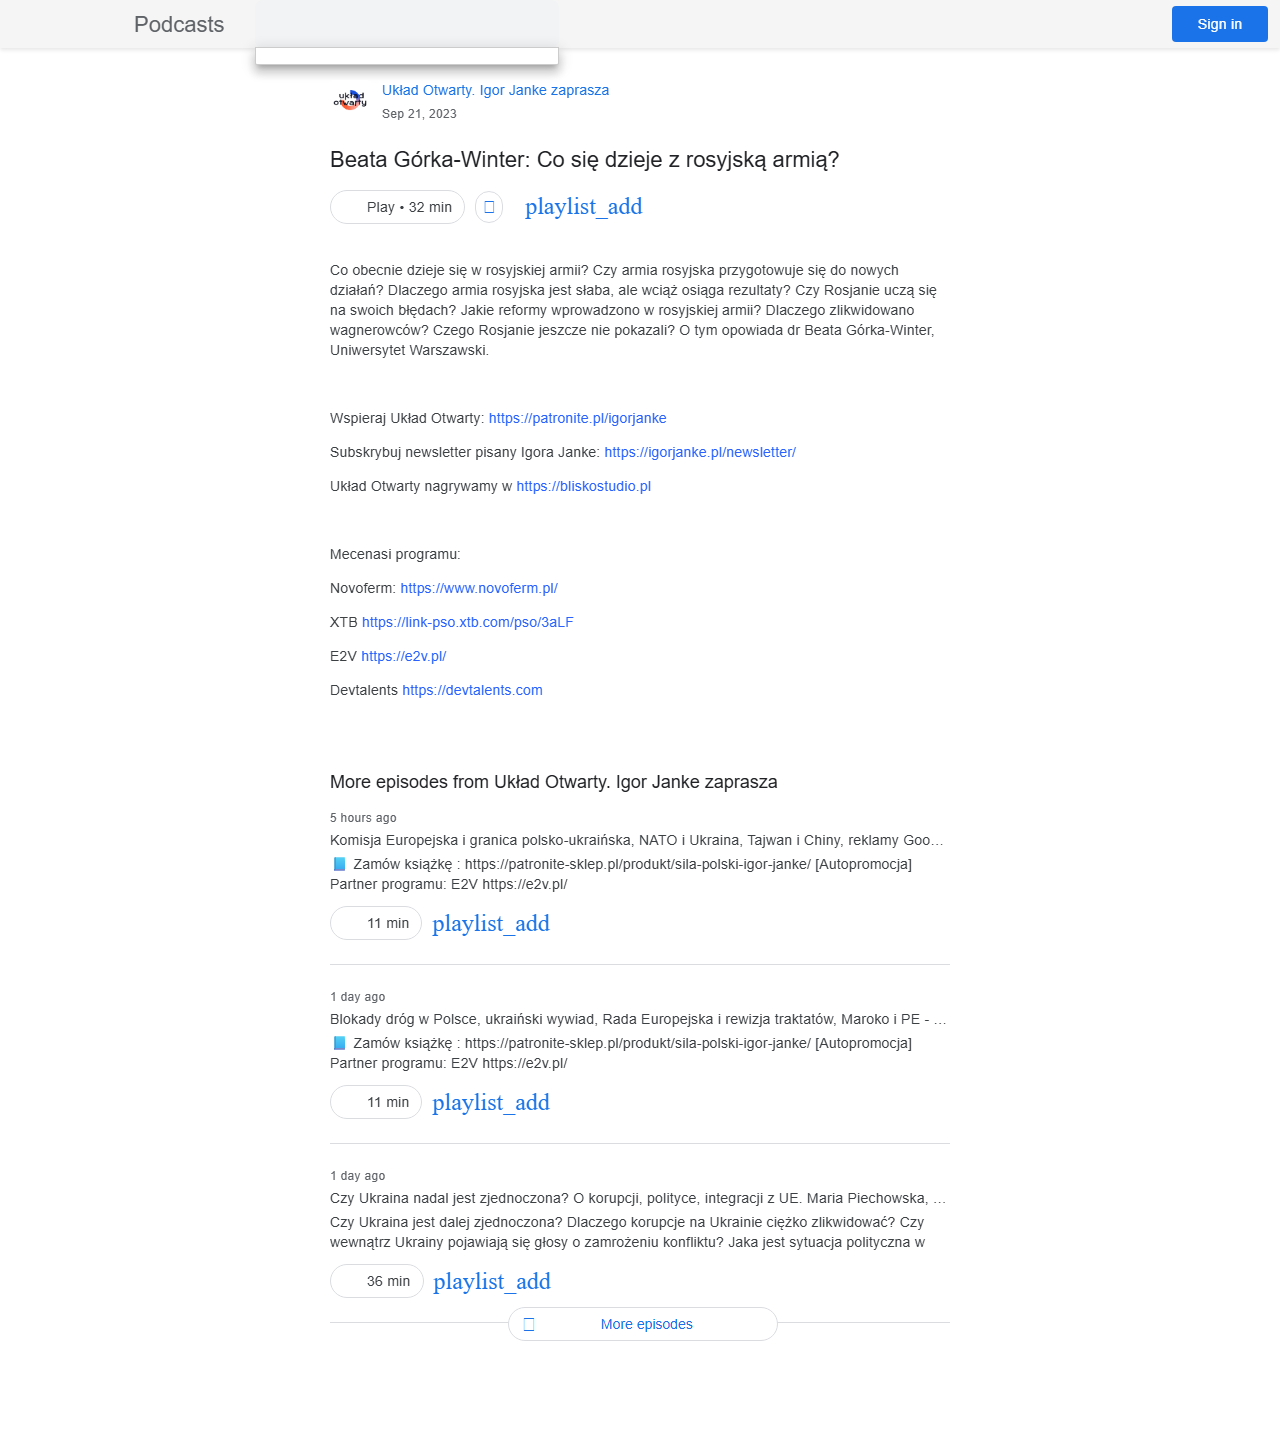 Podcasts
Sign in
układ
otwarty
Układ Otwarty. Igor Janke zaprasza
Sep 21, 2023
Beata Górka-Winter: Co się dzieje z rosyjską armią?
Play • 32 min
playlist_add
Co obecnie dzieje się w rosyjskiej armii? Czy armia rosyjska przygotowuje się do nowych
działań? Dlaczego armia rosyjska jest słaba, ale wciąż osiąga rezultaty? Czy Rosjanie uczą się
na swoich błędach? Jakie reformy wprowadzono w rosyjskiej armii? Dlaczego zlikwidowano
wagnerowców? Czego Rosjanie jeszcze nie pokazali? O tym opowiada dr Beata Górka-Winter,
Uniwersytet Warszawski.
Wspieraj Układ Otwarty: https://patronite.pl/igorjanke
Subskrybuj newsletter pisany Igora Janke: https://igorjanke.pl/newsletter/
Układ Otwarty nagrywamy w https://bliskostudio.pl
Mecenasi programu:
Novoferm: https://www.novoferm.pl/
XTB https://link-pso.xtb.com/pso/3aLF
E2V https://e2v.pl/
Devtalents https://devtalents.com
More episodes from Układ Otwarty. Igor Janke zaprasza
5 hours ago
Komisja Europejska i granica polsko-ukraińska, NATO i Ukraina, Tajwan i Chiny, reklamy Goo…
📘 Zamów książkę : https://patronite-sklep.pl/produkt/sila-polski-igor-janke/ [Autopromocja]
Partner programu: E2V https://e2v.pl/
11 min
playlist_add
1 day ago
Blokady dróg w Polsce, ukraiński wywiad, Rada Europejska i rewizja traktatów, Maroko i PE - …
📘 Zamów książkę : https://patronite-sklep.pl/produkt/sila-polski-igor-janke/ [Autopromocja]
Partner programu: E2V https://e2v.pl/
11 min
playlist_add
1 day ago
Czy Ukraina nadal jest zjednoczona? O korupcji, polityce, integracji z UE. Maria Piechowska, …
Czy Ukraina jest dalej zjednoczona? Dlaczego korupcje na Ukrainie ciężko zlikwidować? Czy
wewnątrz Ukrainy pojawiają się głosy o zamrożeniu konfliktu? Jaka jest sytuacja polityczna w
36 min
playlist_add
More episodes